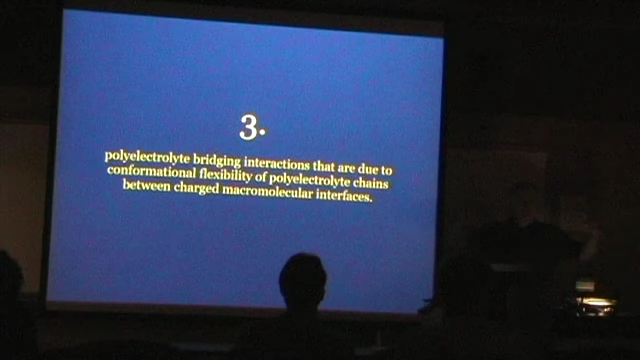 3.
polyelectrolyte bridging interactions that are due to
conformational flexibility of polyelectrolyte chains
between charged macromolecular interfaces.